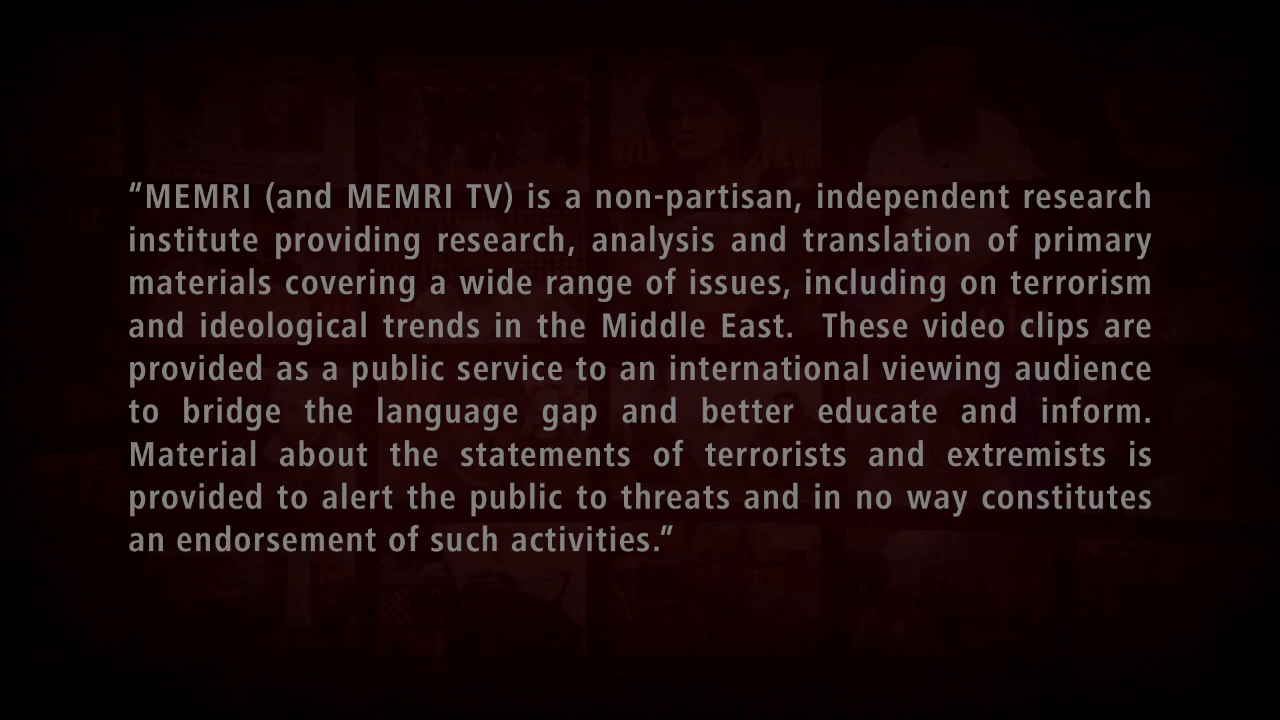 “MEMRI (and MEMRI TV) is a non-partisan, independent research
institute providing research, analysis and translation of primary
materials covering a wide range of issues, including on terrorism
and ideological trends in the Middle East.  These video clips are
provided as a public service to an international viewing audience
to bridge the language gap and better educate and inform.
Material about the statements of terrorists and extremists is
provided to alert the public to threats and in no way constitutes
an endorsement of such activities.”